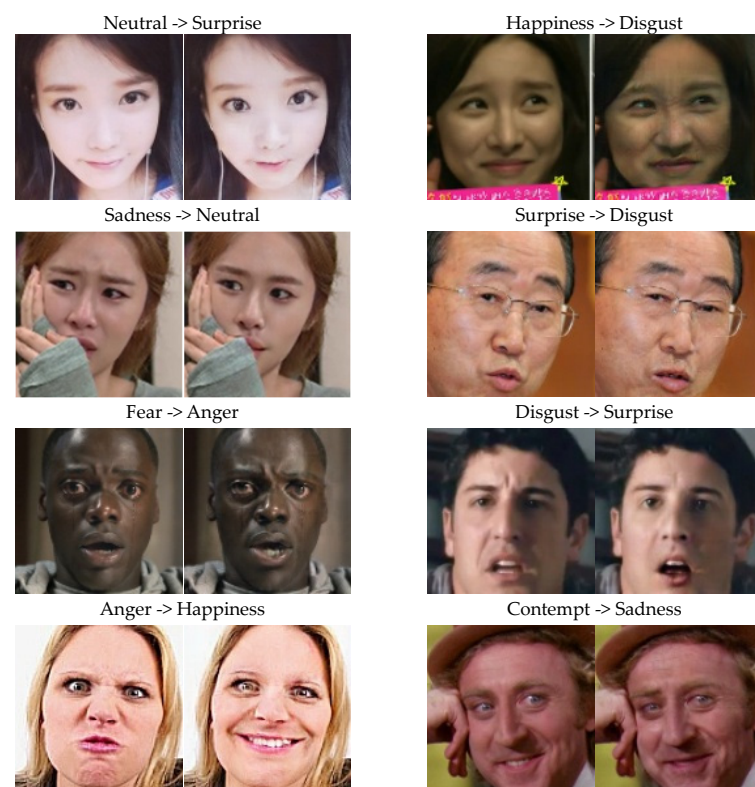 Neutral -> Surprise
Happiness -> Disgust
Sadness -> Neutral
Surprise -> Disgust
Fear -> Anger
Disgust -> Surprise
Anger -> Happiness
Contempt -> Sadness